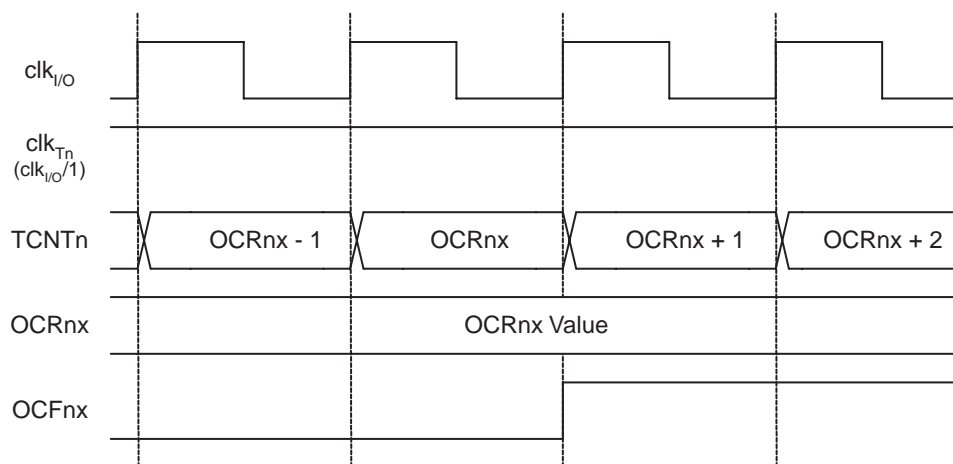 clkI/O
clkTn
(clkI/O/1)
TCNTn OCRnx - 1 OCRnx OCRnx + 1 OCRnx + 2
OCRnx OCRnx Value
OCFnx